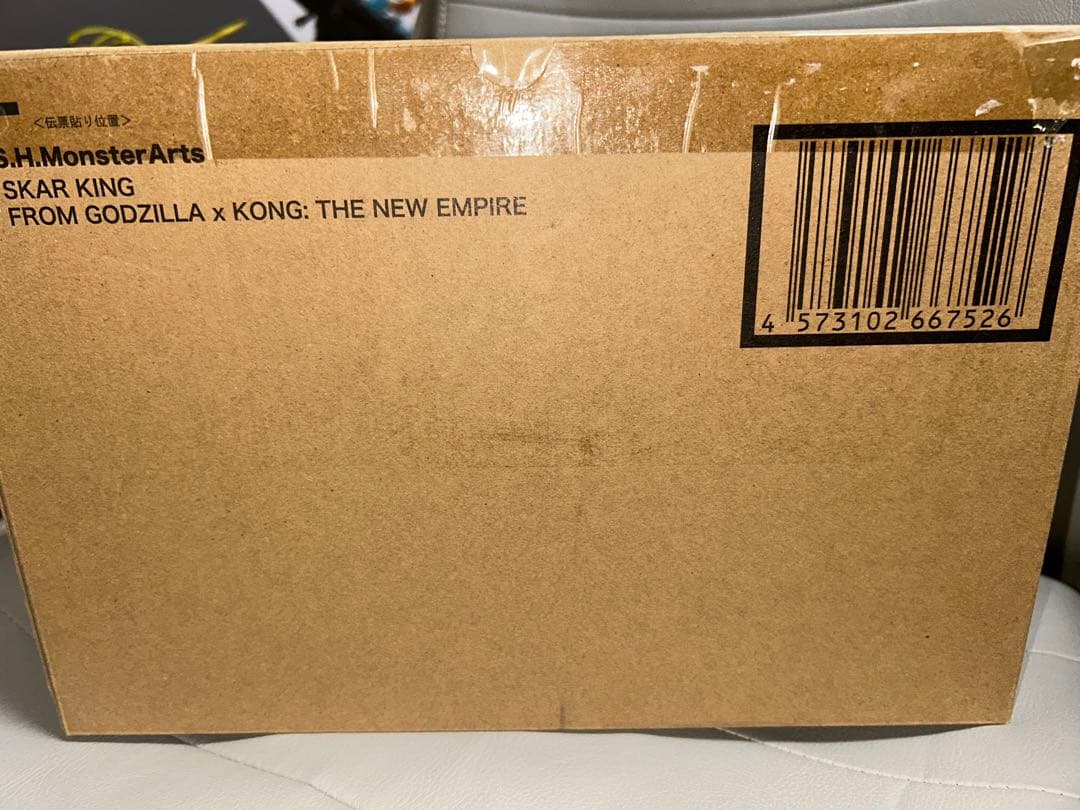 ＜伝票貼り位置＞
S.H.MonsterArts
SKAR KING
FROM GODZILLA x KONG: THE NEW EMPIRE
4 573102 667526